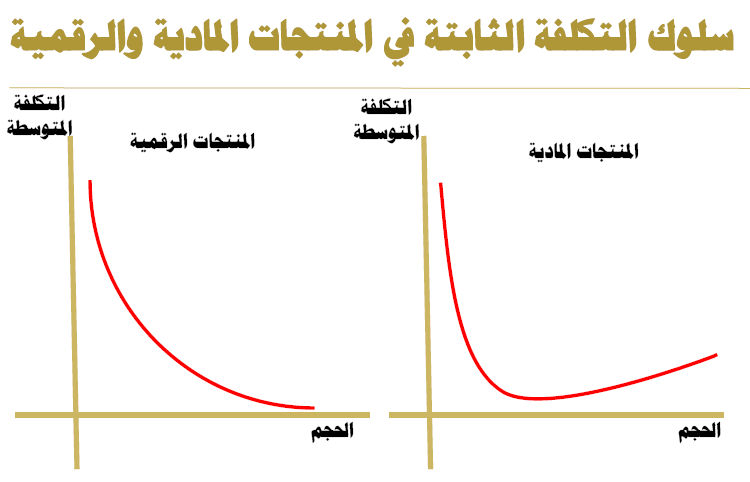 سلوك التكلفة الثابتة في المنتجات المادية والرقمية
التكلفة
المتوسطة
المنتجات المادية
الحجم
التكلفة
المتوسطة
المنتجات الرقمية
الحجم